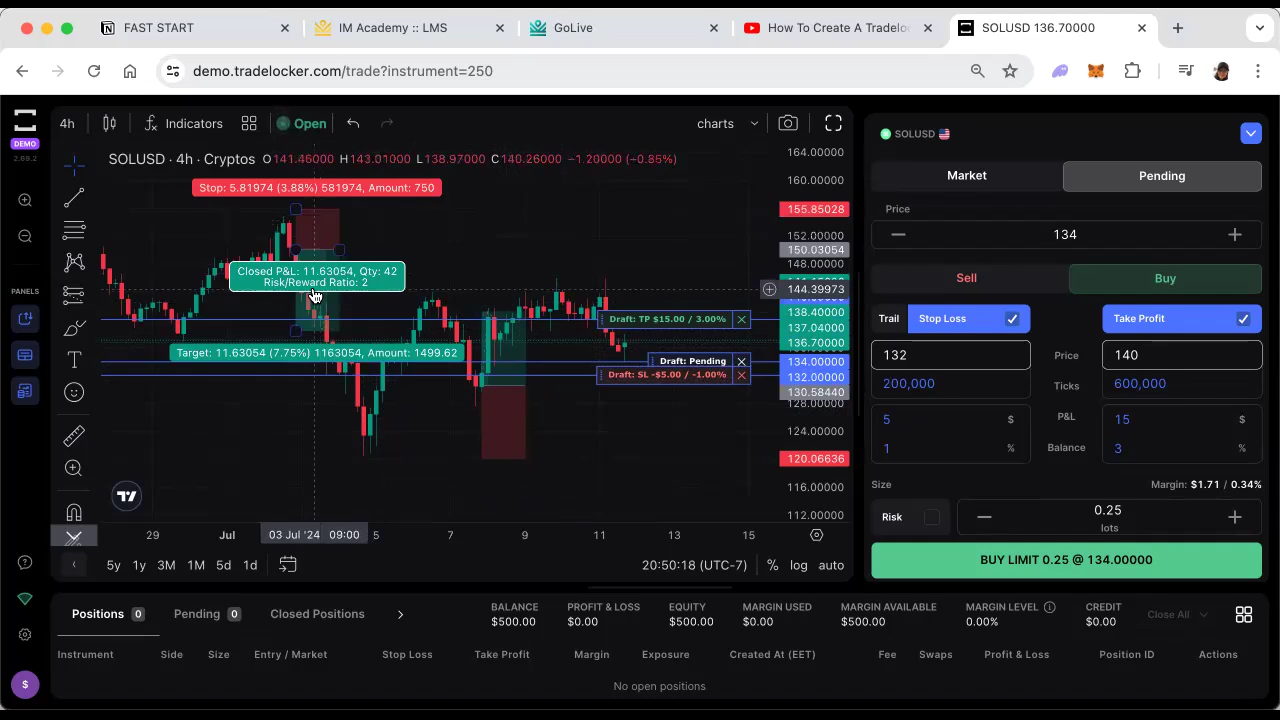 FAST START
IM Academy :: LMS
GoLive
How To Create A Tradeloc
SOLUSD 136.70000
demo.tradelocker.com/trade?instrument=250
DEMO
2.69.2
PANELS
4h
Indicators
Open
charts
SOLUSD · 4h · Cryptos O141.46000 H143.01000 L138.97000 C140.26000 −1.20000 (−0.85%)
Stop: 5.81974 (3.88%) 581974, Amount: 750
Closed P&L: 11.63054, Qty: 42
Risk/Reward Ratio: 2
Target: 11.63054 (7.75%) 1163054, Amount: 1499.62
Draft: TP $15.00 / 3.00%
Draft: Pending
Draft: SL -$5.00 / -1.00%
164.00000
160.00000
155.85028
152.00000
150.03054
148.00000
144.39973
138.40000
137.04000
136.70000
134.00000
132.00000
130.58440
128.00000
124.00000
120.06636
116.00000
112.00000
29
Jul
03 Jul '24 09:00
5
7
9
11
13
15
5y 1y 3M 1M 5d 1d
20:50:18 (UTC-7)
% log auto
SOLUSD
Market
Pending
Price
134
Sell
Buy
Trail
Stop Loss
Take Profit
132
Price
140
200,000
Ticks
600,000
5 $
P&L
15 $
1 %
Balance
3 %
Size
Margin: $1.71 / 0.34%
Risk
0.25
lots
BUY LIMIT 0.25 @ 134.00000
Positions 0
Pending 0
Closed Positions
BALANCE
$500.00
PROFIT & LOSS
$0.00
EQUITY
$500.00
MARGIN USED
$0.00
MARGIN AVAILABLE
$500.00
MARGIN LEVEL
0.00%
CREDIT
$0.00
Close All
Instrument
Side
Size
Entry / Market
Stop Loss
Take Profit
Margin
Exposure
Created At (EET)
Fee
Swaps
Profit & Loss
Position ID
Actions
No open positions
$